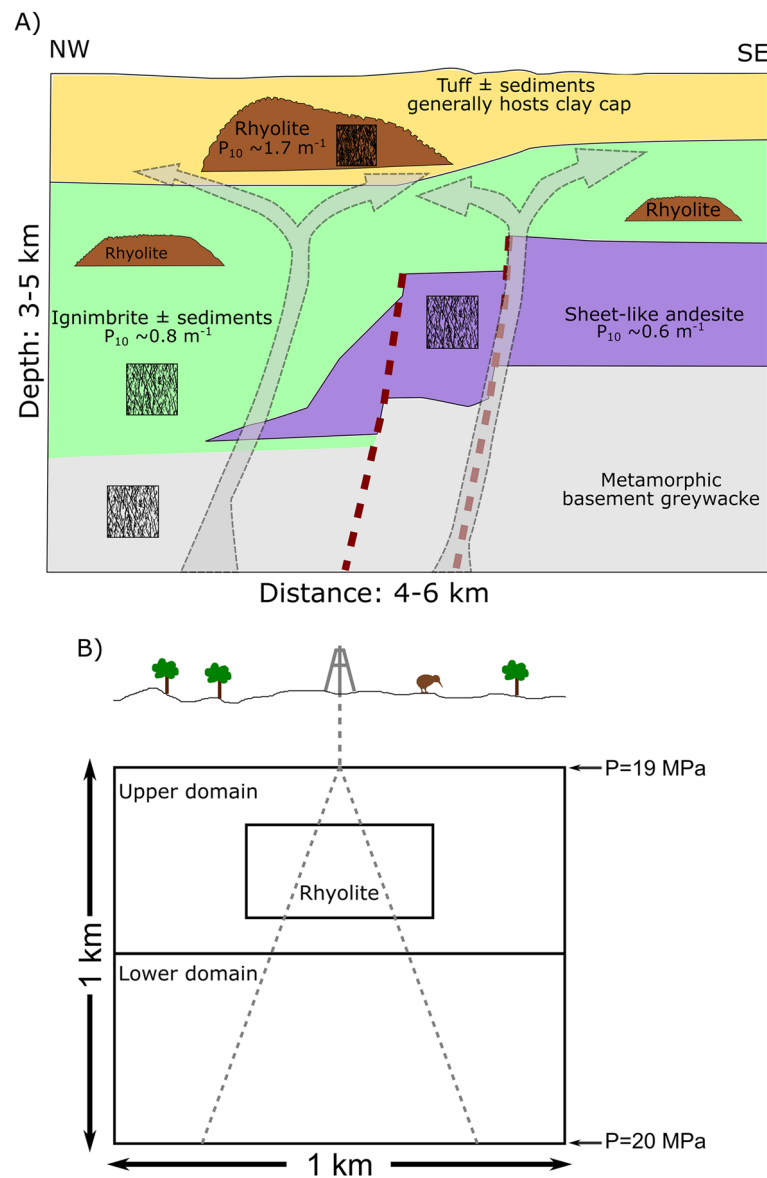 A)
NW
SE
Tuff ± sediments
generally hosts clay cap
Rhyolite
P10 ~1.7 m-1
Rhyolite
Rhyolite
Ignimbrite ± sediments
P10 ~0.8 m-1
Sheet-like andesite
P10 ~0.6 m-1
Metamorphic
basement greywacke
Depth: 3-5 km
Distance: 4-6 km
B)
P=19 MPa
Upper domain
Rhyolite
1 km
Lower domain
P=20 MPa
1 km